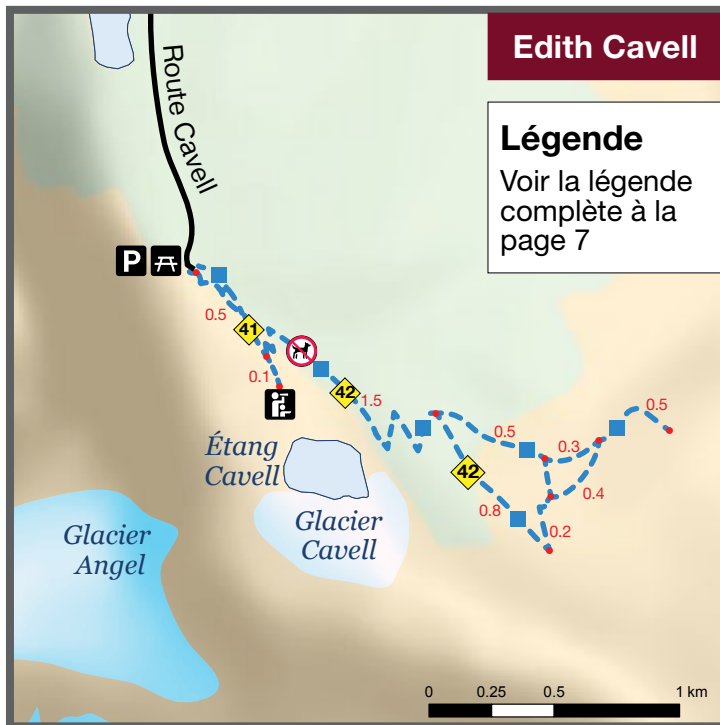 Edith Cavell
Légende
Voir la légende
complète à la
page 7
Route Cavell
P
0.5
41
0.1
42
1.5
0.5
0.3
0.5
42
0.4
0.8
0.2
Étang
Cavell
Glacier
Cavell
Glacier
Angel
0 0.25 0.5 1 km